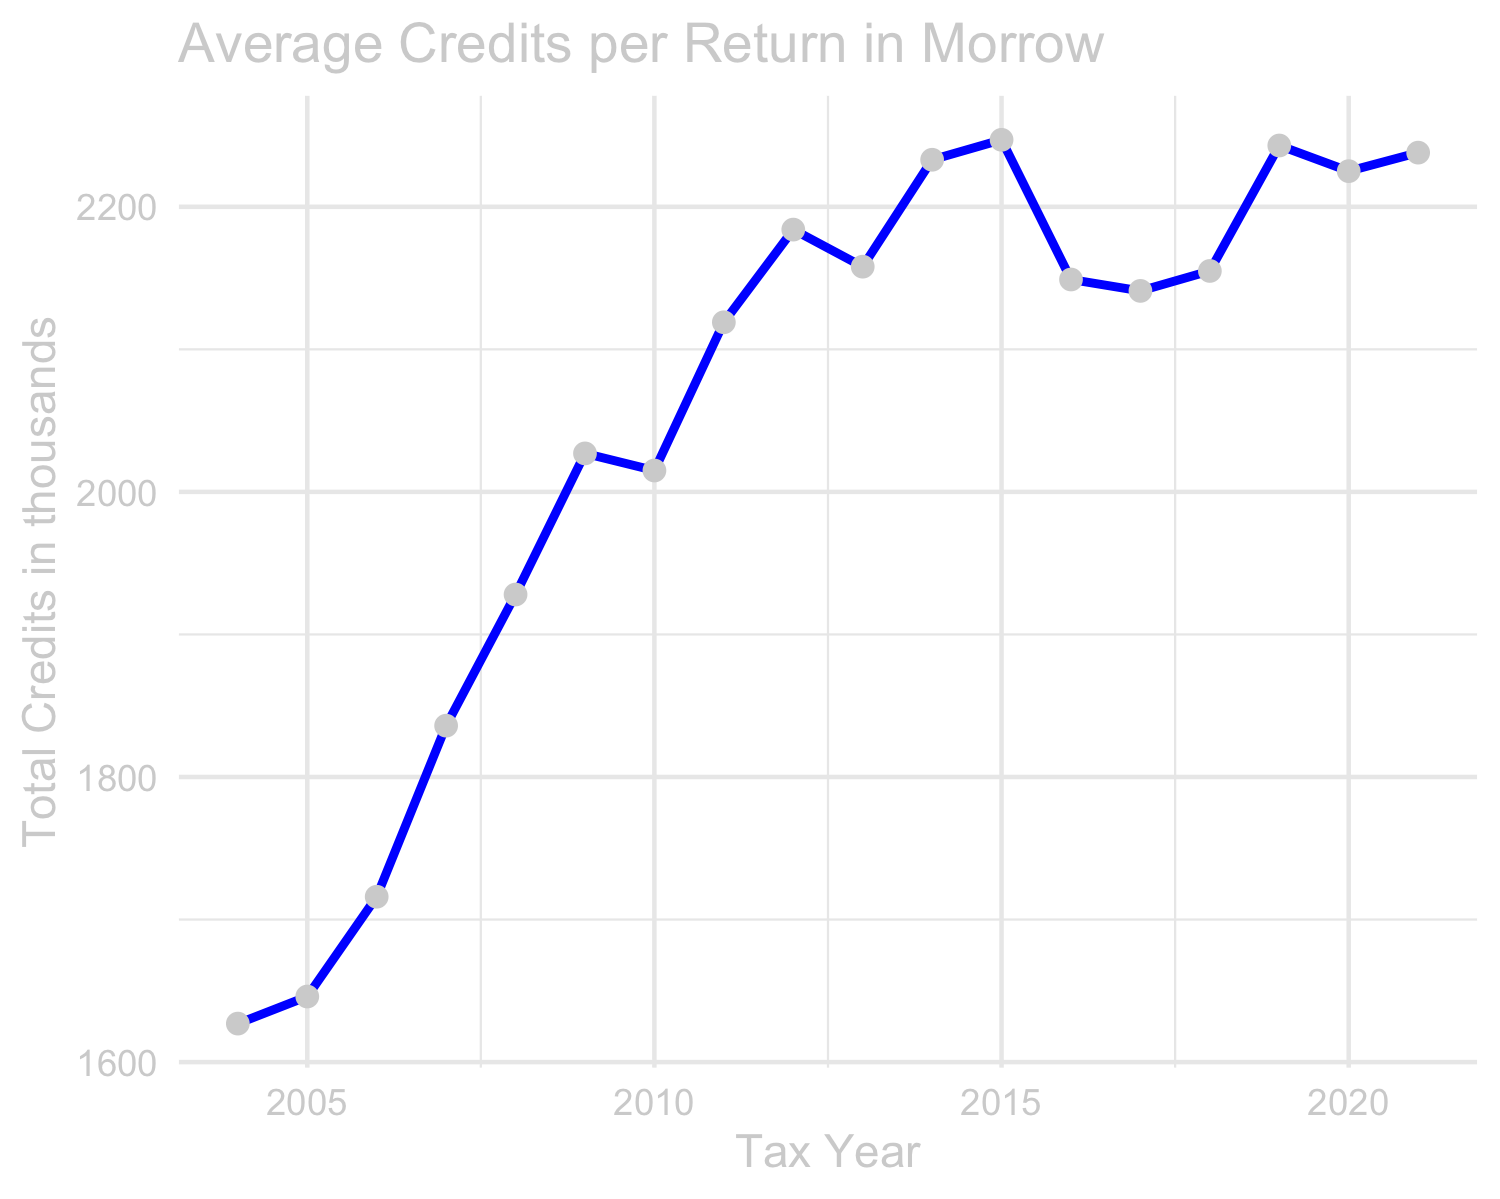 Average Credits per Return in Morrow
Total Credits in thousands
2200
2000
1800
1600
2005 2010 2015 2020
Tax Year